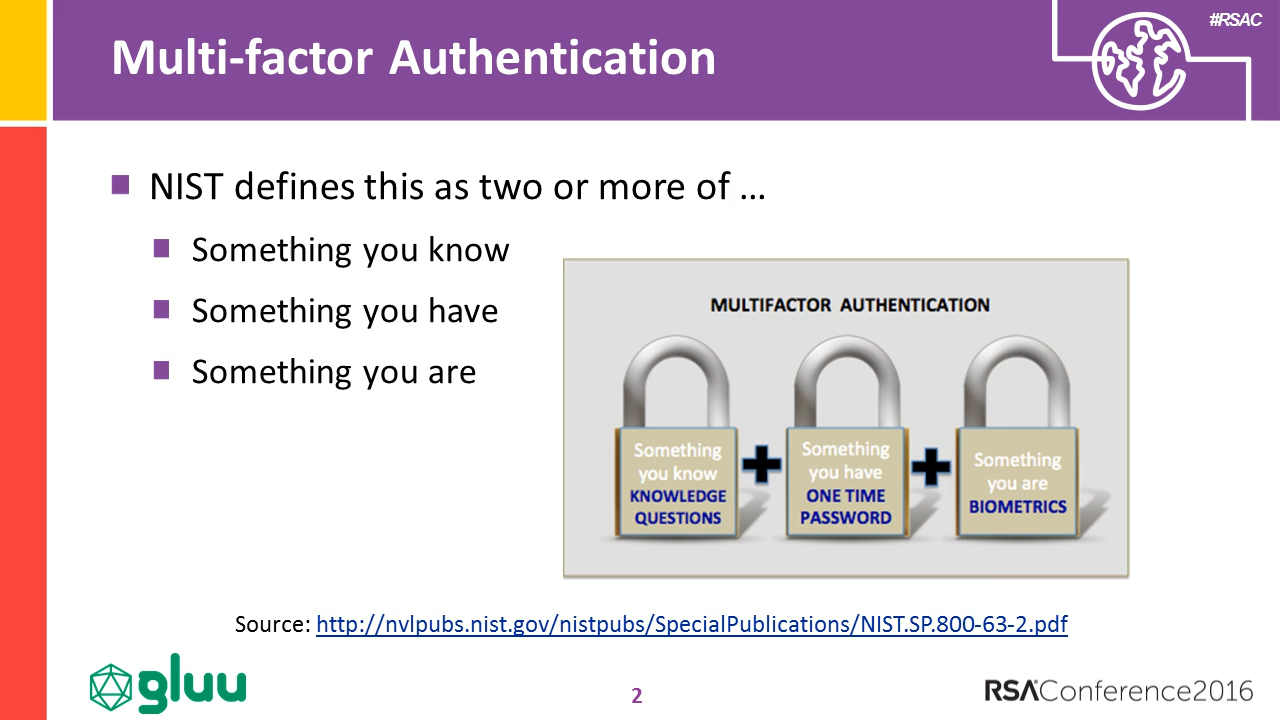 #RSAC
Multi-factor Authentication
NIST defines this as two or more of …
Something you know
Something you have
Something you are
MULTIFACTOR AUTHENTICATION
Something
you know
KNOWLEDGE
QUESTIONS
Something
you have
ONE TIME
PASSWORD
Something
you are
BIOMETRICS
Source: http://nvlpubs.nist.gov/nistpubs/SpecialPublications/NIST.SP.800-63-2.pdf
gluu
2
RSA®Conference2016